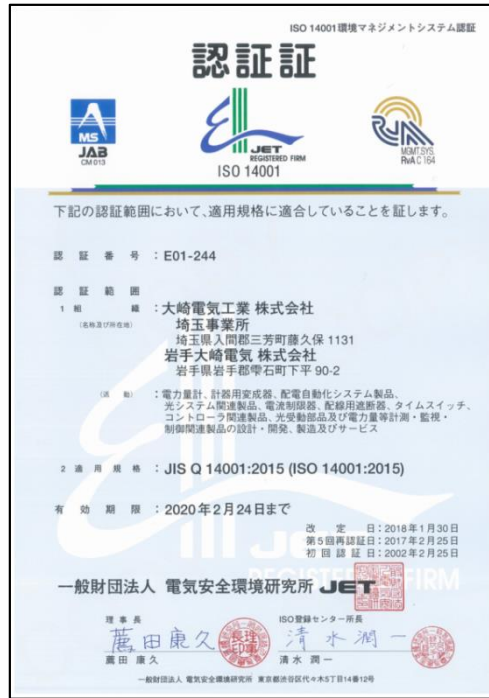 ISO 14001環境マネジメントシステム認証
認証証
MS
JAB
CM013
JET
REGISTERED FIRM
ISO 14001
RvA
MGMT.SYS.
RvA C 164
下記の認証範囲において、適用規格に適合していることを証します。
認証番号：E01-244
認証範囲
1 組織：大崎電気工業 株式会社
（名称及び所在地） 埼玉事業所
埼玉県入間郡三芳町藤久保 1131
岩手大崎電気 株式会社
岩手県岩手郡雫石町下平 90-2
（活動）：電力量計、計器用変成器、配電自動化システム製品、
光システム関連製品、電流制限器、配線用遮断器、タイムスイッチ、
コントローラ関連製品、光受動部品及び電力量等計測・監視・
制御関連製品の設計・開発、製造及びサービス
2 適用規格：JIS Q 14001:2015 (ISO 14001:2015)
有効期限：2020年2月24日まで
改定日：2018年1月30日
第5回再認証日：2017年2月25日
初回認証日：2002年2月25日
JET
REGISTERED FIRM
一般財団法人 電気安全環境研究所 JET
理事長 ISO登録センター所長
薦田康久 清水潤一
薦田 康久 清水 潤一
一般財団法人 電気安全環境研究所 東京都渋谷区代々木5丁目14番12号